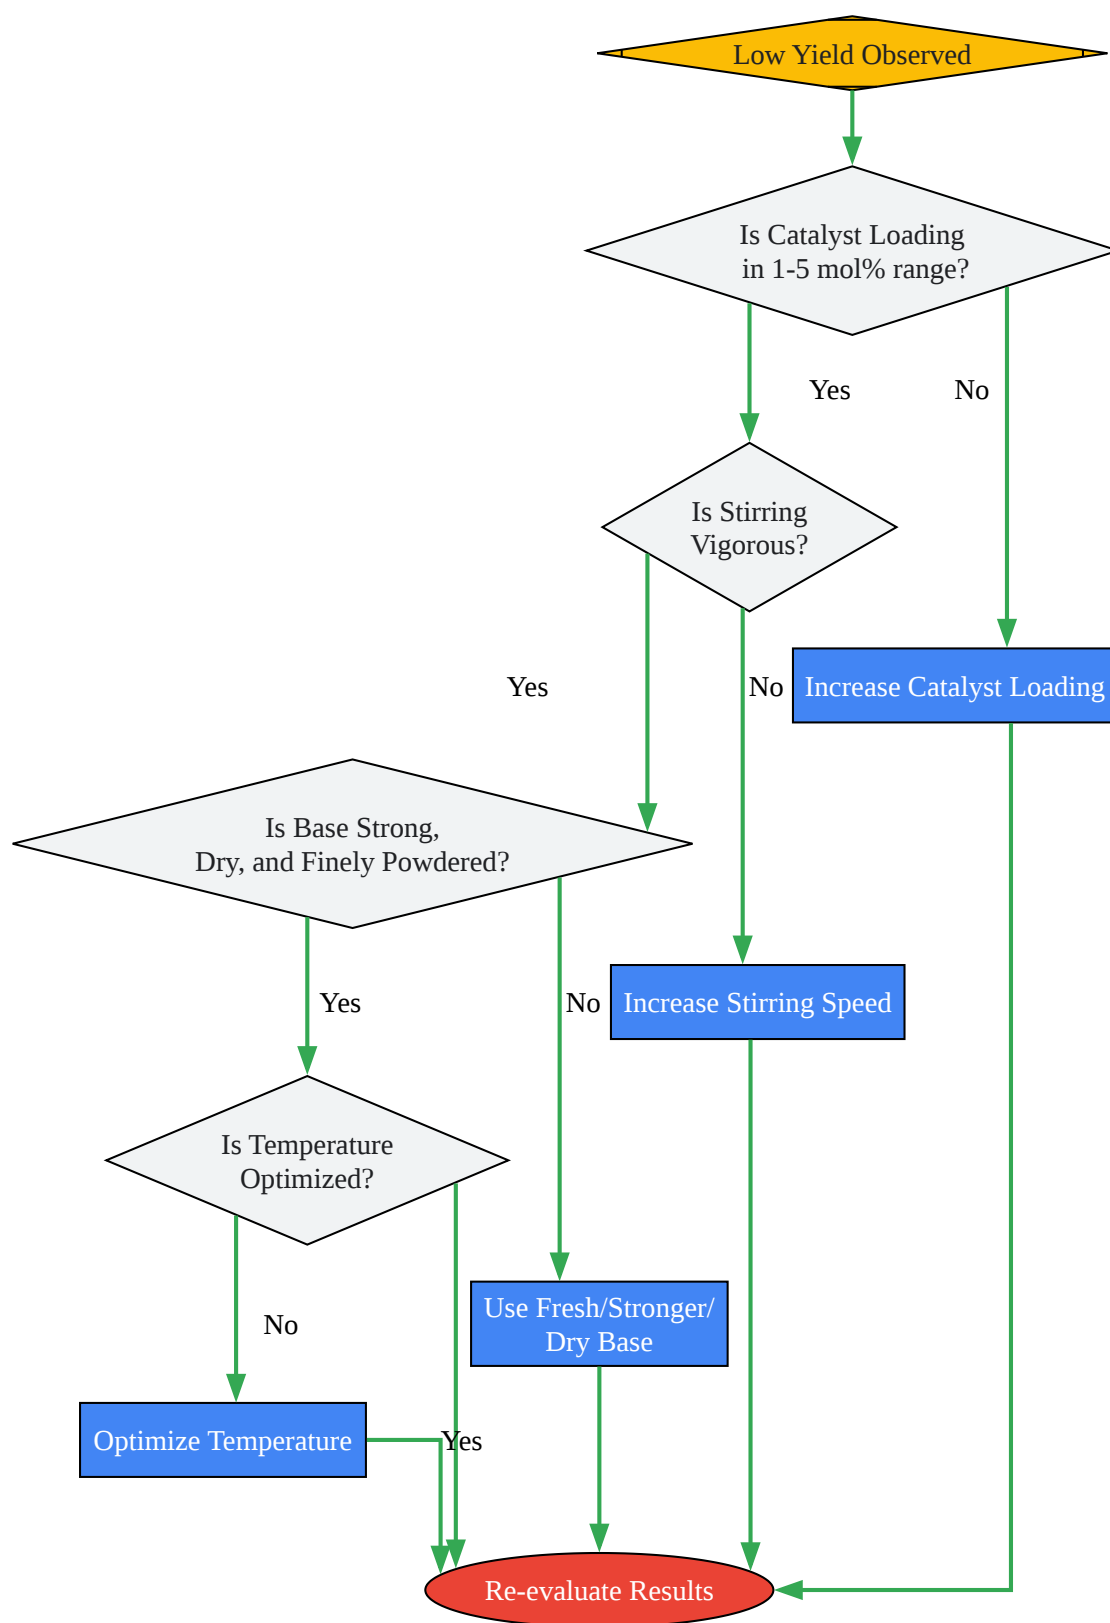 Low Yield Observed
Is Catalyst Loading
in 1-5 mol% range?
Yes
No
Is Stirring
Vigorous?
Yes
No
Increase Catalyst Loading
Is Base Strong,
Dry, and Finely Powdered?
Yes
No
Increase Stirring Speed
Is Temperature
Optimized?
No
Use Fresh/Stronger/
Dry Base
Optimize Temperature
Yes
Re-evaluate Results